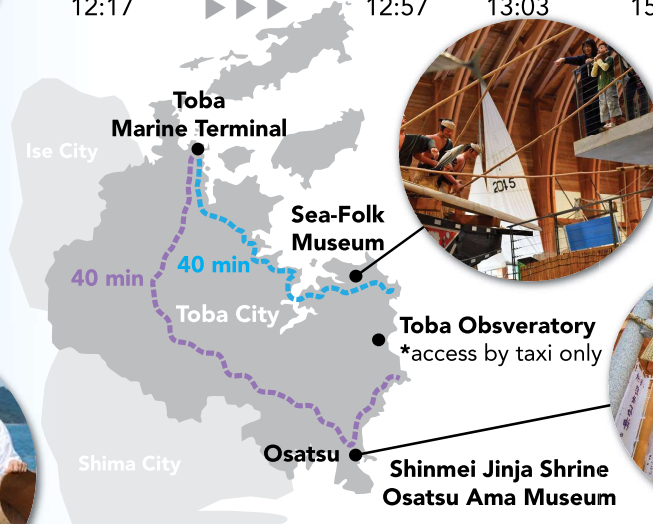 12:17
12:57
13:03
15
Toba
Marine Terminal
Ise City
2015
Sea-Folk
Museum
40 min
40 min
Toba City
Toba Obsveratory
*access by taxi only
Osatsu
Shima City
Shinmei Jinja Shrine
Osatsu Ama Museum